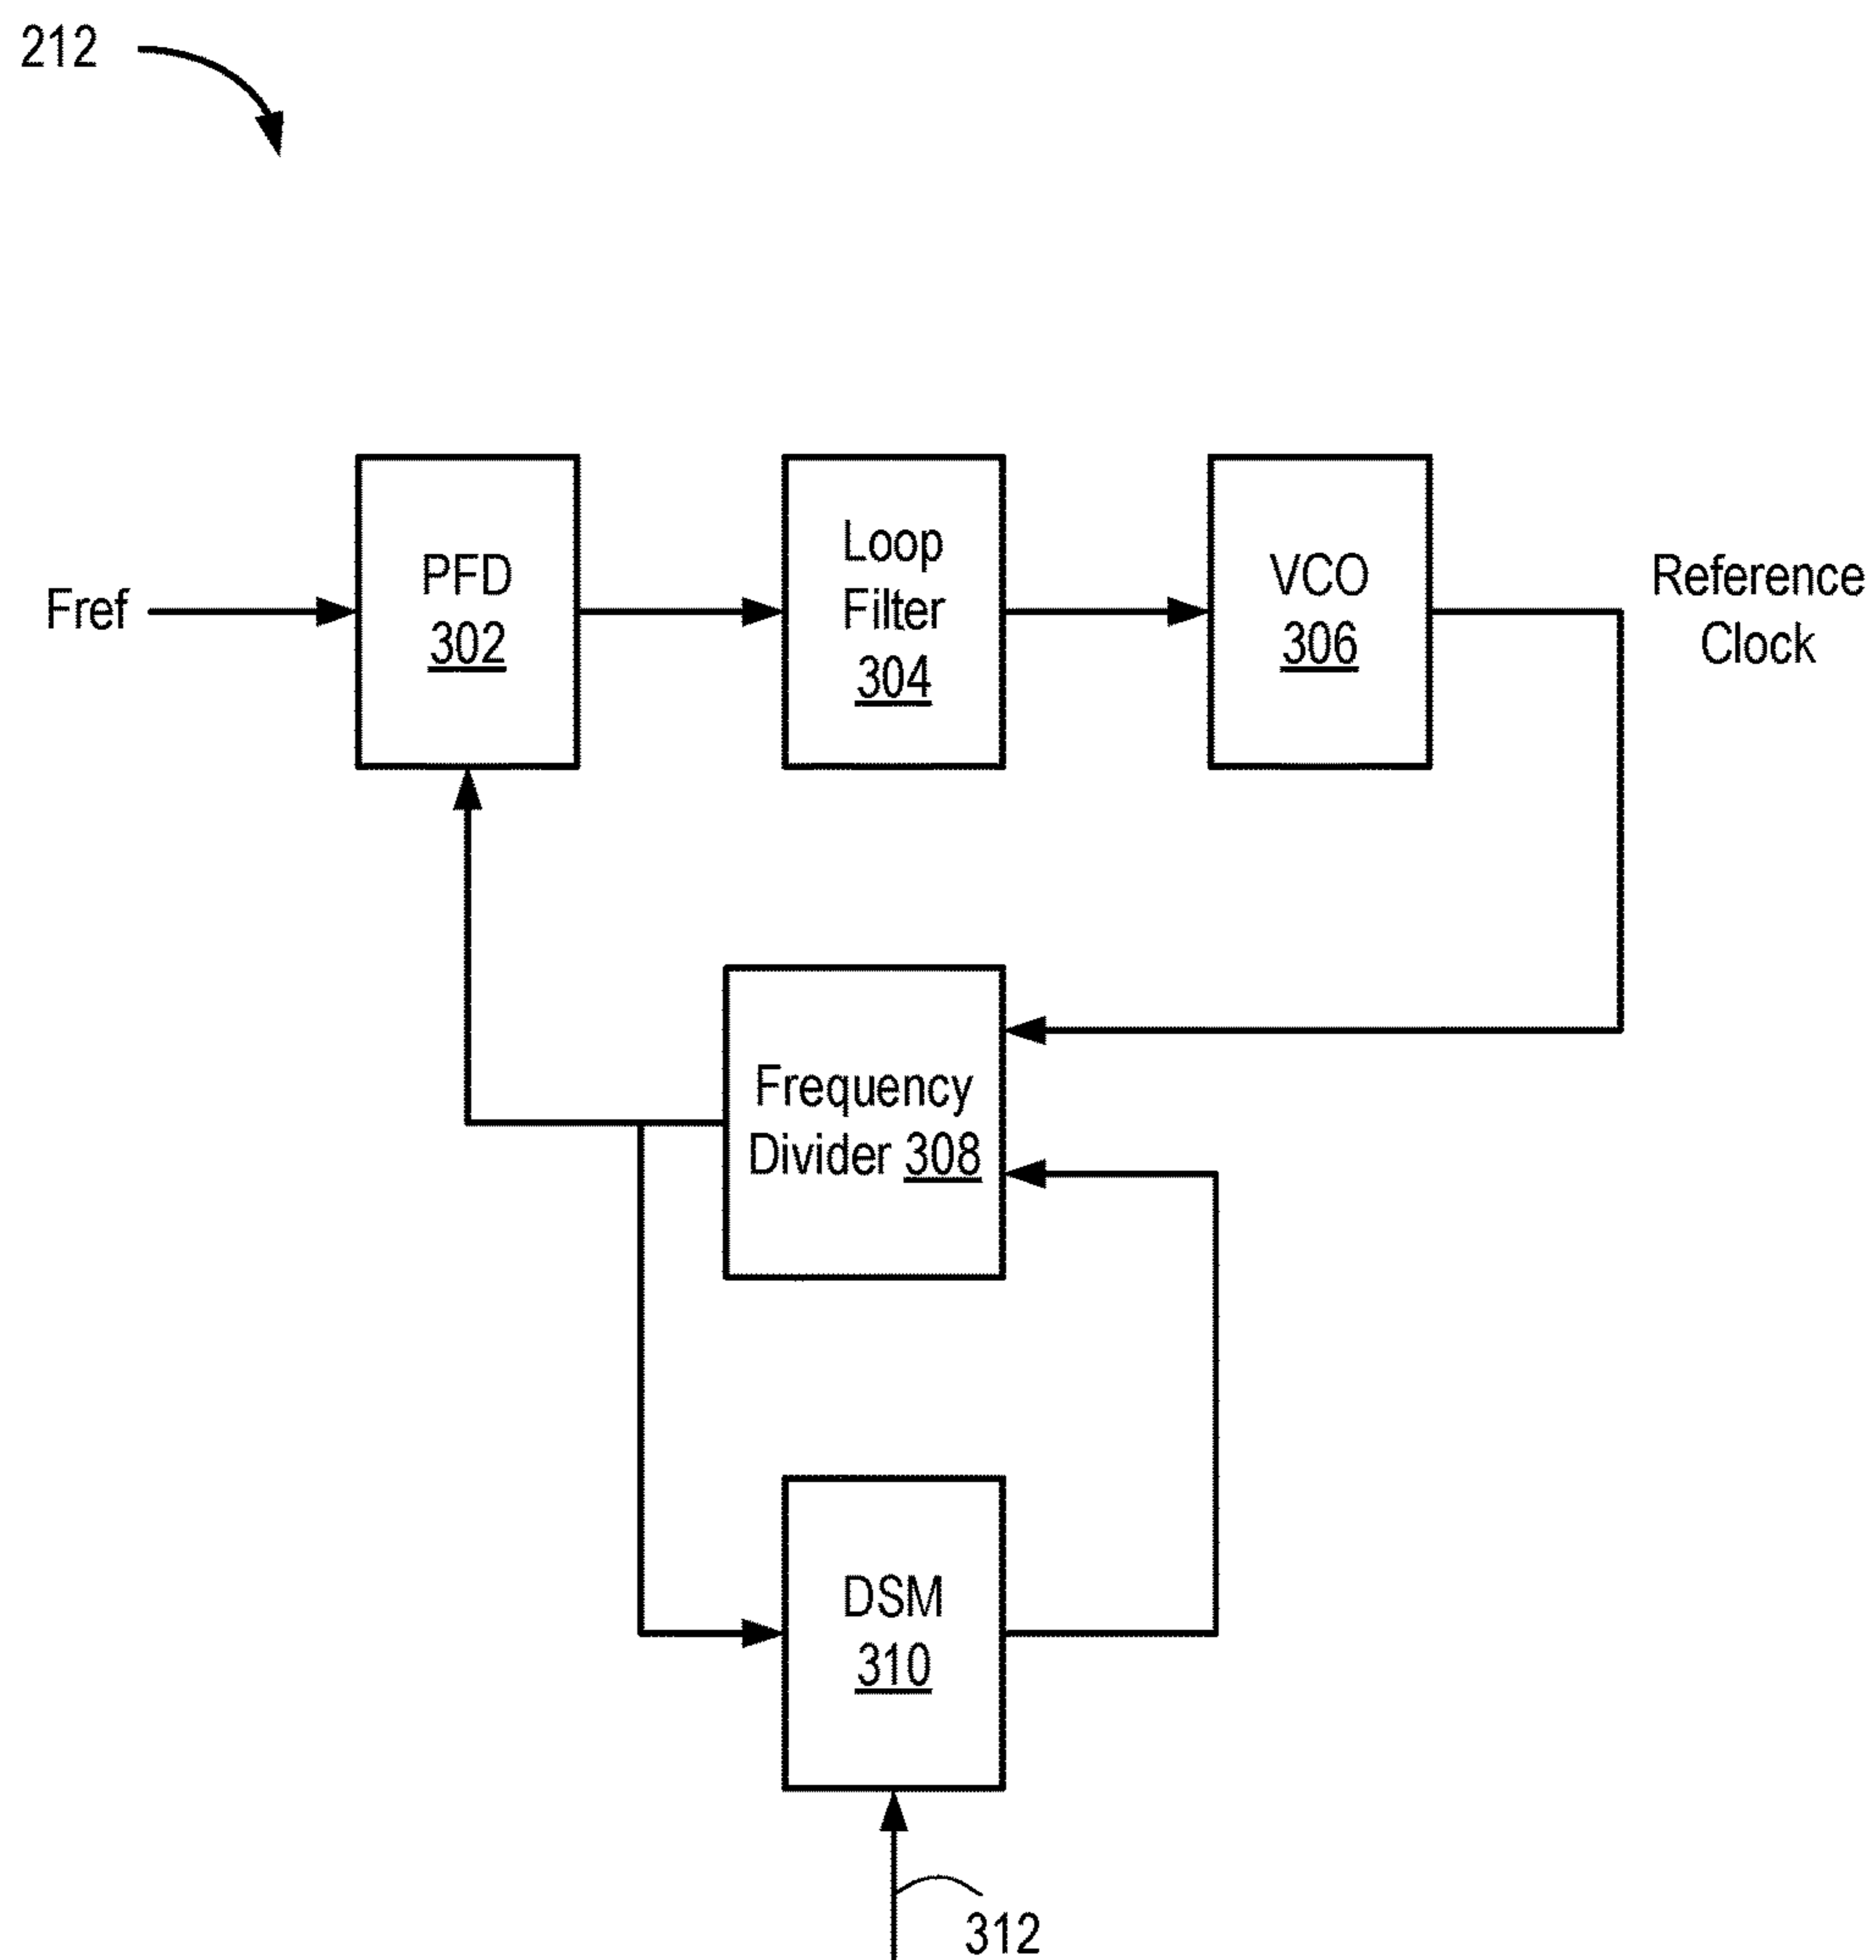 212
Fref
PFD
302
Loop
Filter
304
VCO
306
Reference
Clock
Frequency
Divider 308
DSM
310
312